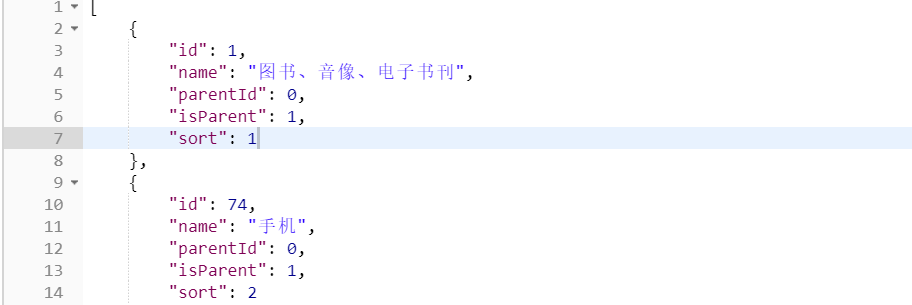 1 [
2 {
3 "id": 1,
4 "name": "图书、音像、电子书刊",
5 "parentId": 0,
6 "isParent": 1,
7 "sort": 1
8 },
9 {
10 "id": 74,
11 "name": "手机",
12 "parentId": 0,
13 "isParent": 1,
14 "sort": 2